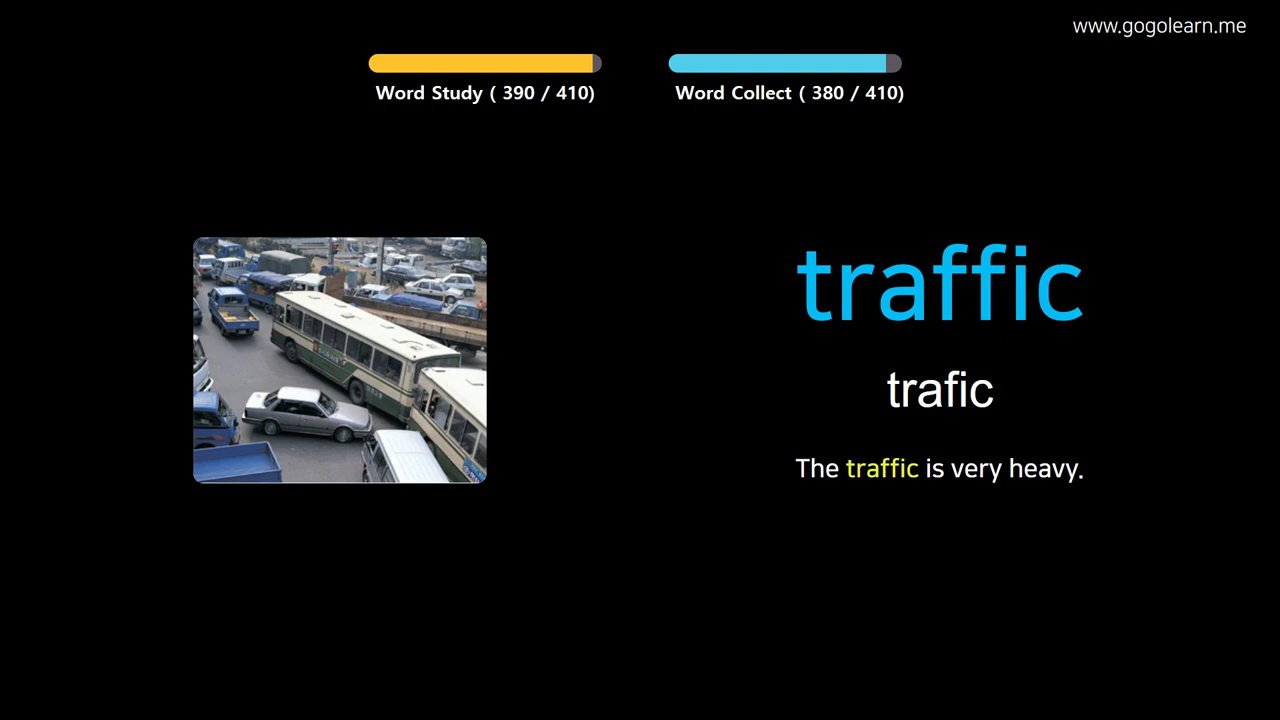 www.gogolearn.me
Word Study ( 390 / 410)
Word Collect ( 380 / 410)
traffic
trafic
The traffic is very heavy.